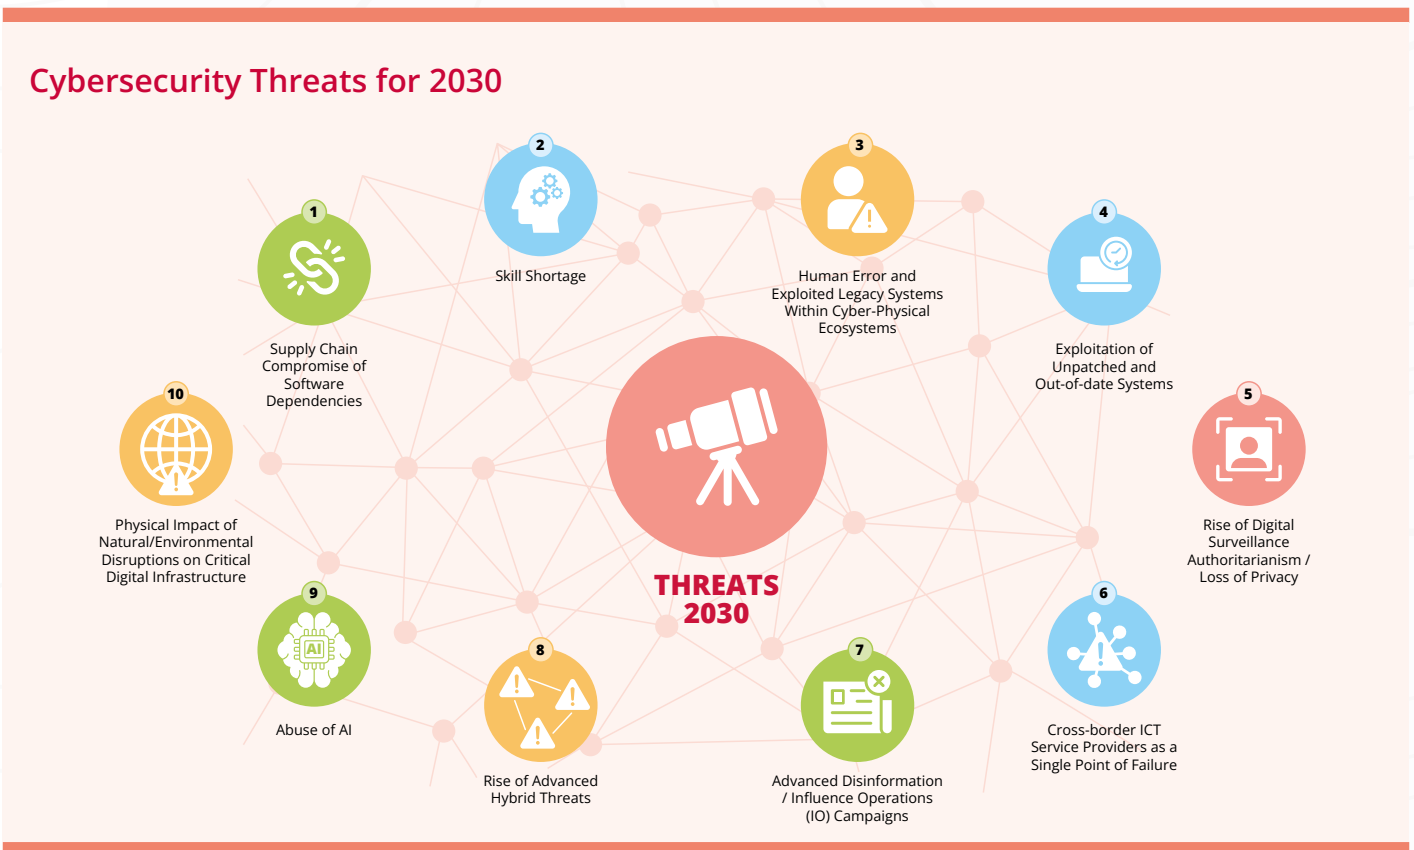 Cybersecurity Threats for 2030
1
Supply Chain
Compromise of
Software
Dependencies
2
Skill Shortage
3
Human Error and
Exploited Legacy Systems
Within Cyber-Physical
Ecosystems
4
Exploitation of
Unpatched and
Out-of-date Systems
5
Rise of Digital
Surveillance
Authoritarianism /
Loss of Privacy
6
Cross-border ICT
Service Providers as a
Single Point of Failure
7
Advanced Disinformation
/ Influence Operations
(IO) Campaigns
8
Rise of Advanced
Hybrid Threats
9
AI
Abuse of AI
10
Physical Impact of
Natural/Environmental
Disruptions on Critical
Digital Infrastructure
THREATS
2030